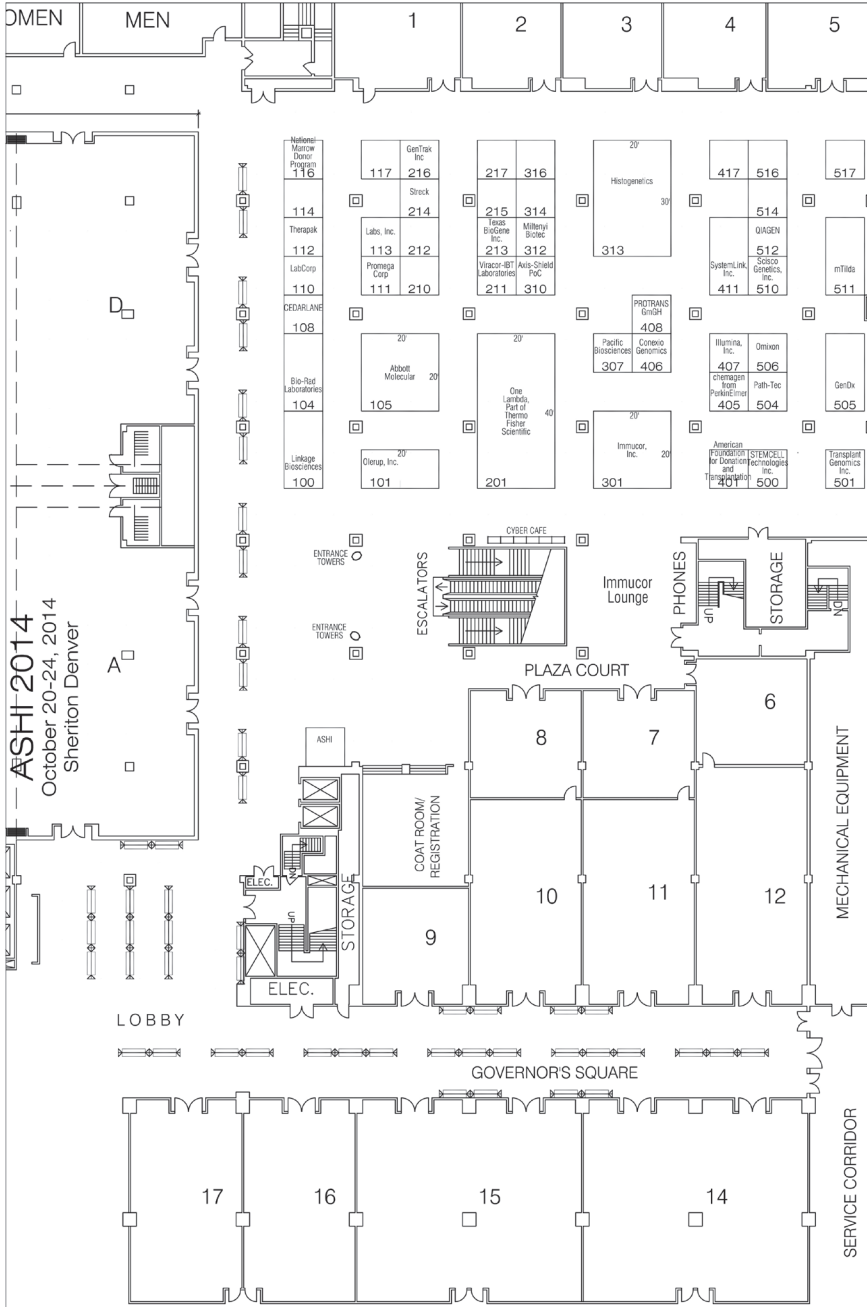 OMEN
MEN
1
2
3
4
5
National
Marrow
Donor
Program
116
117
GenTrak
Inc
216
217
316
20'
Histogenetics
30'
313
417
516
517
114
Streck
214
215
314
514
Therapak
112
Labs, Inc.
113
212
Texas
BioGene
Inc.
213
Miltenyi
Biotec
312
QIAGEN
512
LabCorp
110
Promega
Corp
111
210
Viracor-IBT
Laboratories
211
Axis-Shield
PoC
310
SystemLink,
Inc.
411
Scisco
Genetics,
Inc.
510
mTilda
511
D
CEDARLANE
108
PROTRANS
GmGH
408
Bio-Rad
Laboratories
104
20'
Abbott
Molecular
20'
105
20'
One
Lambda,
Part of
Thermo
Fisher
Scientific
40'
201
Pacific
Biosciences
307
Conexio
Genomics
406
Illumina,
Inc.
407
Omixon
506
chemagen
from
PerkinElmer
405
Path-Tec
504
GenDx
505
Linkage
Biosciences
100
20'
Olerup, Inc.
101
20'
Immucor,
Inc.
20'
301
American
Foundation
for Donation
and
Transplantation
401
STEMCELL
Technologies
Inc.
500
Transplant
Genomics
Inc.
501
CYBER CAFE
ENTRANCE
TOWERS
ESCALATORS
Immucor
Lounge
PHONES
UP
STORAGE
DN
ENTRANCE
TOWERS
ASHI 2014
October 20-24, 2014
Sheriton Denver
A
PLAZA COURT
6
ASHI
8
7
MECHANICAL EQUIPMENT
COAT ROOM/
REGISTRATION
DN
ELEC.
UP
STORAGE
9
10
11
12
ELEC.
LOBBY
GOVERNOR'S SQUARE
17
16
15
14
SERVICE CORRIDOR